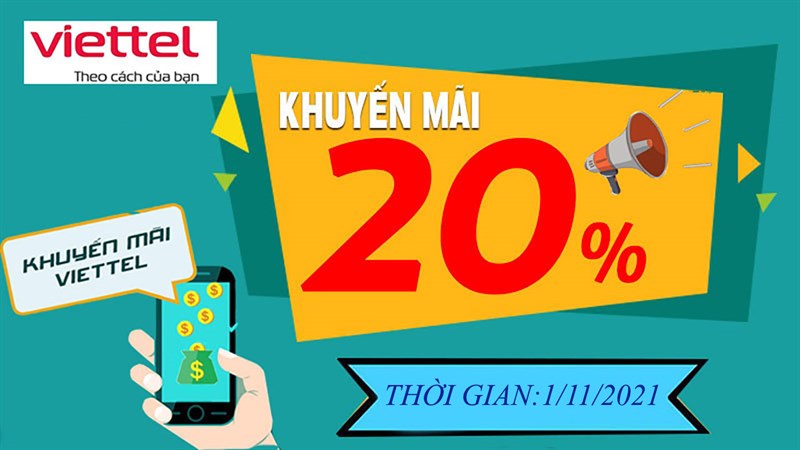 viettel
Theo cách của bạn
KHUYẾN MÃI
20%
KHUYẾN MÃI
VIETTEL
THỜI GIAN:1/11/2021